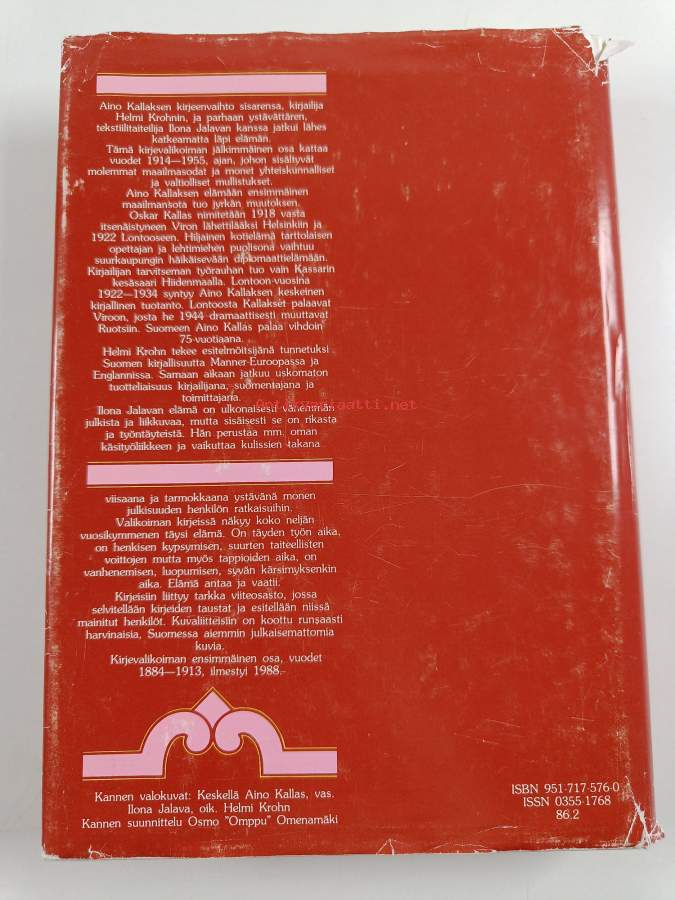 Aino Kallaksen kirjeenvaihto sisarensa, kirjailija
Helmi Krohnin, ja parhaan ystävättären,
tekstiilitaiteilija Ilona Jalavan kanssa jatkui lähes
katkeamatta läpi elämän.
Tämä kirjevalikoiman jälkimmäinen osa kattaa
vuodet 1914—1955, ajan, johon sisältyvät
molemmat maailmasodat ja monet yhteiskunnalliset
ja valtiolliset mullistukset.
Aino Kallaksen elämään ensimmäinen
maailmansota tuo jyrkän muutoksen.
Oskar Kallas nimitetään 1918 vasta
itsenäistyneen Viron lähettilääksi Helsinkiin ja
1922 Lontooseen. Hiljainen kotielämä tarttolaisen
opettajan ja lehtimiehen puolisona vaihtuu
suurkaupungin häikäisevään diplomaattielämään.
Kirjailijan tarvitseman työrauhan tuo vain Kassarin
kesäsaari Hiidenmaalla. Lontoon-vuosina
1922—1934 syntyy Aino Kallaksen keskeinen
kirjallinen tuotanto. Lontoosta Kallakset palaavat
Viroon, josta he 1944 dramaattisesti muuttavat
Ruotsiin. Suomeen Aino Kallas palaa vihdoin
75-vuotiaana.
Helmi Krohn tekee esitelmöitsijänä tunnetuksi
Suomen kirjallisuutta Manner-Euroopassa ja
Englannissa. Samaan aikaan jatkuu uskomaton
tuotteliaisuus kirjailijana, suomentajana ja
toimittajana.
Antikvariaatti.net
Ilona Jalavan elämä on ulkonaisesti vähemmän
julkista ja liikkuvaa, mutta sisäisesti se on rikasta
ja työntäyteistä. Hän perustaa mm. oman
käsityöliikkeen ja vaikuttaa kulissien takana
viisaana ja tarmokkaana ystävänä monen
julkisuuden henkilön ratkaisuihin.
Valikoiman kirjeissä näkyy koko neljän
vuosikymmenen täysi elämä. On täyden työn aika,
on henkisen kypsymisen, suurten taiteellisten
voittojen mutta myös tappioiden aika, on
vanhenemisen, luopumisen, syvän kärsimyksenkin
aika. Elämä antaa ja vaatii.
Kirjeisiin liittyy tarkka viiteosasto, jossa
selvitellään kirjeiden taustat ja esitellään niissä
mainitut henkilöt. Kuvaliitteisiin on koottu runsaasti
harvinaisia, Suomessa aiemmin julkaisemattomia
kuvia.
Kirjevalikoiman ensimmäinen osa, vuodet
1884—1913, ilmestyi 1988.
Kannen valokuvat: Keskellä Aino Kallas, vas.
Ilona Jalava, oik. Helmi Krohn
Kannen suunnittelu Osmo "Omppu" Omenamäki
ISBN 951-717-576-0
ISSN 0355-1768
86.2